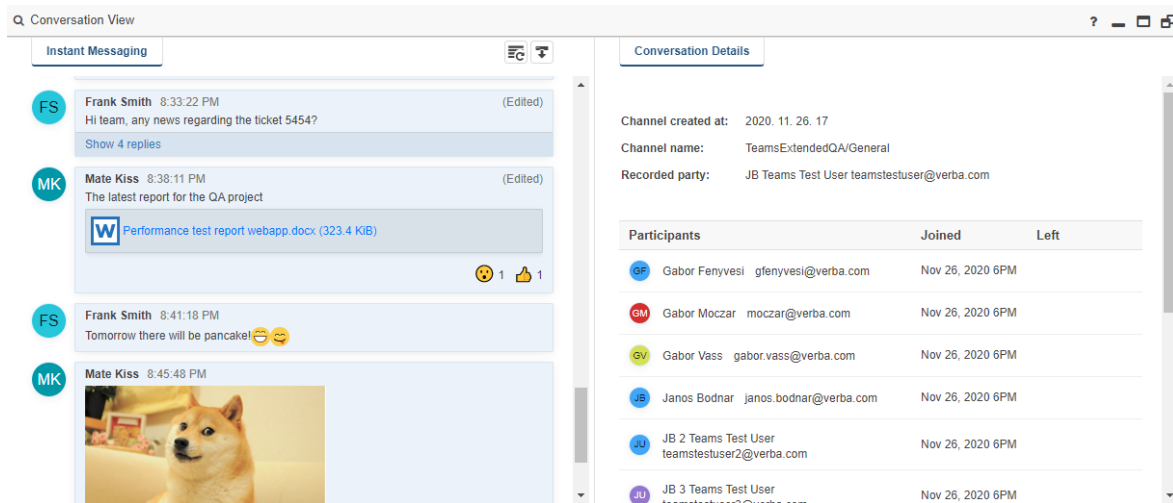 Conversation View
?
Instant Messaging
FS
Frank Smith 8:33:22 PM (Edited)
Hi team, any news regarding the ticket 5454?
Show 4 replies
MK
Mate Kiss 8:38:11 PM (Edited)
The latest report for the QA project
W Performance test report webapp.docx (323.4 KiB)
1 1
FS
Frank Smith 8:41:18 PM
Tomorrow there will be pancake!
MK
Mate Kiss 8:45:48 PM
Conversation Details
Channel created at: 2020. 11. 26. 17
Channel name: TeamsExtendedQA/General
Recorded party: JB Teams Test User teamstestuser@verba.com
Participants Joined Left
GF Gabor Fenyvesi gfenyvesi@verba.com Nov 26, 2020 6PM
GM Gabor Moczar moczar@verba.com Nov 26, 2020 6PM
GV Gabor Vass gabor.vass@verba.com Nov 26, 2020 6PM
JB Janos Bodnar janos.bodnar@verba.com Nov 26, 2020 6PM
JU JB 2 Teams Test User Nov 26, 2020 6PM
teamstestuser2@verba.com
JU JB 3 Teams Test User Nov 26, 2020 6PM